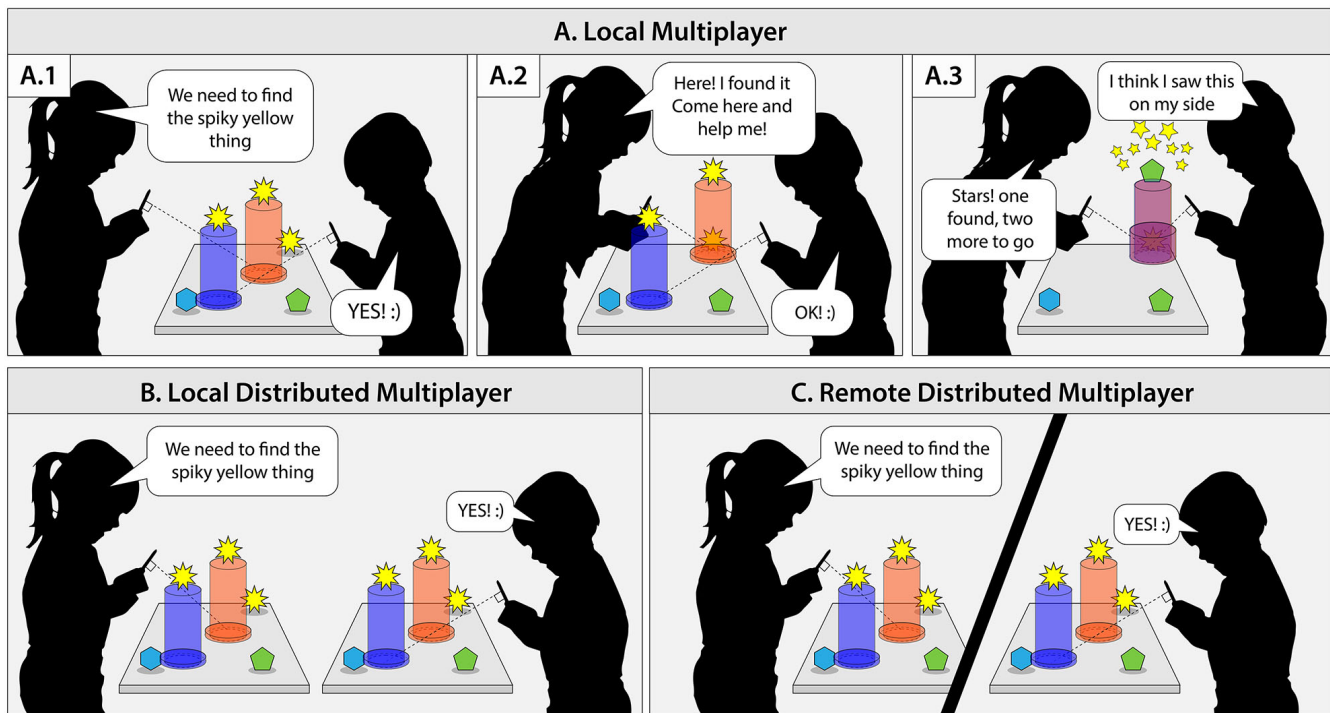 A. Local Multiplayer
A.1
We need to find
the spiky yellow
thing
YES! :)
A.2
Here! I found it
Come here and
help me!
OK! :)
A.3
I think I saw this
on my side
Stars! one
found, two
more to go
B. Local Distributed Multiplayer
We need to find the
spiky yellow thing
YES! :)
C. Remote Distributed Multiplayer
We need to find the
spiky yellow thing
YES! :)